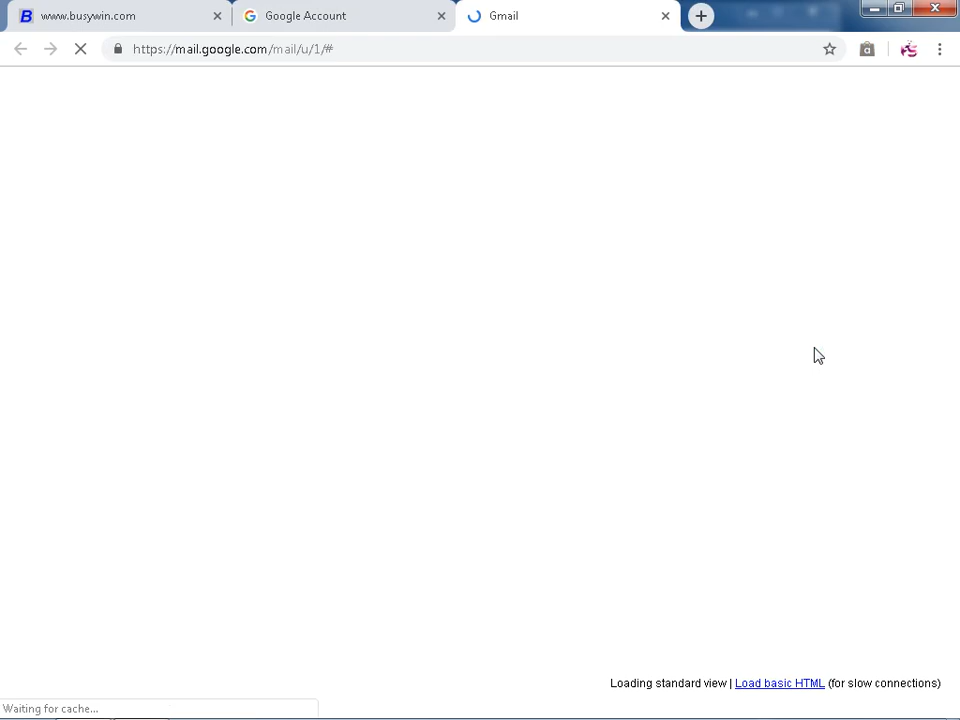 www.busywin.com
Google Account
Gmail
https://mail.google.com/mail/u/1/#
Loading standard view | Load basic HTML (for slow connections)
Waiting for cache...